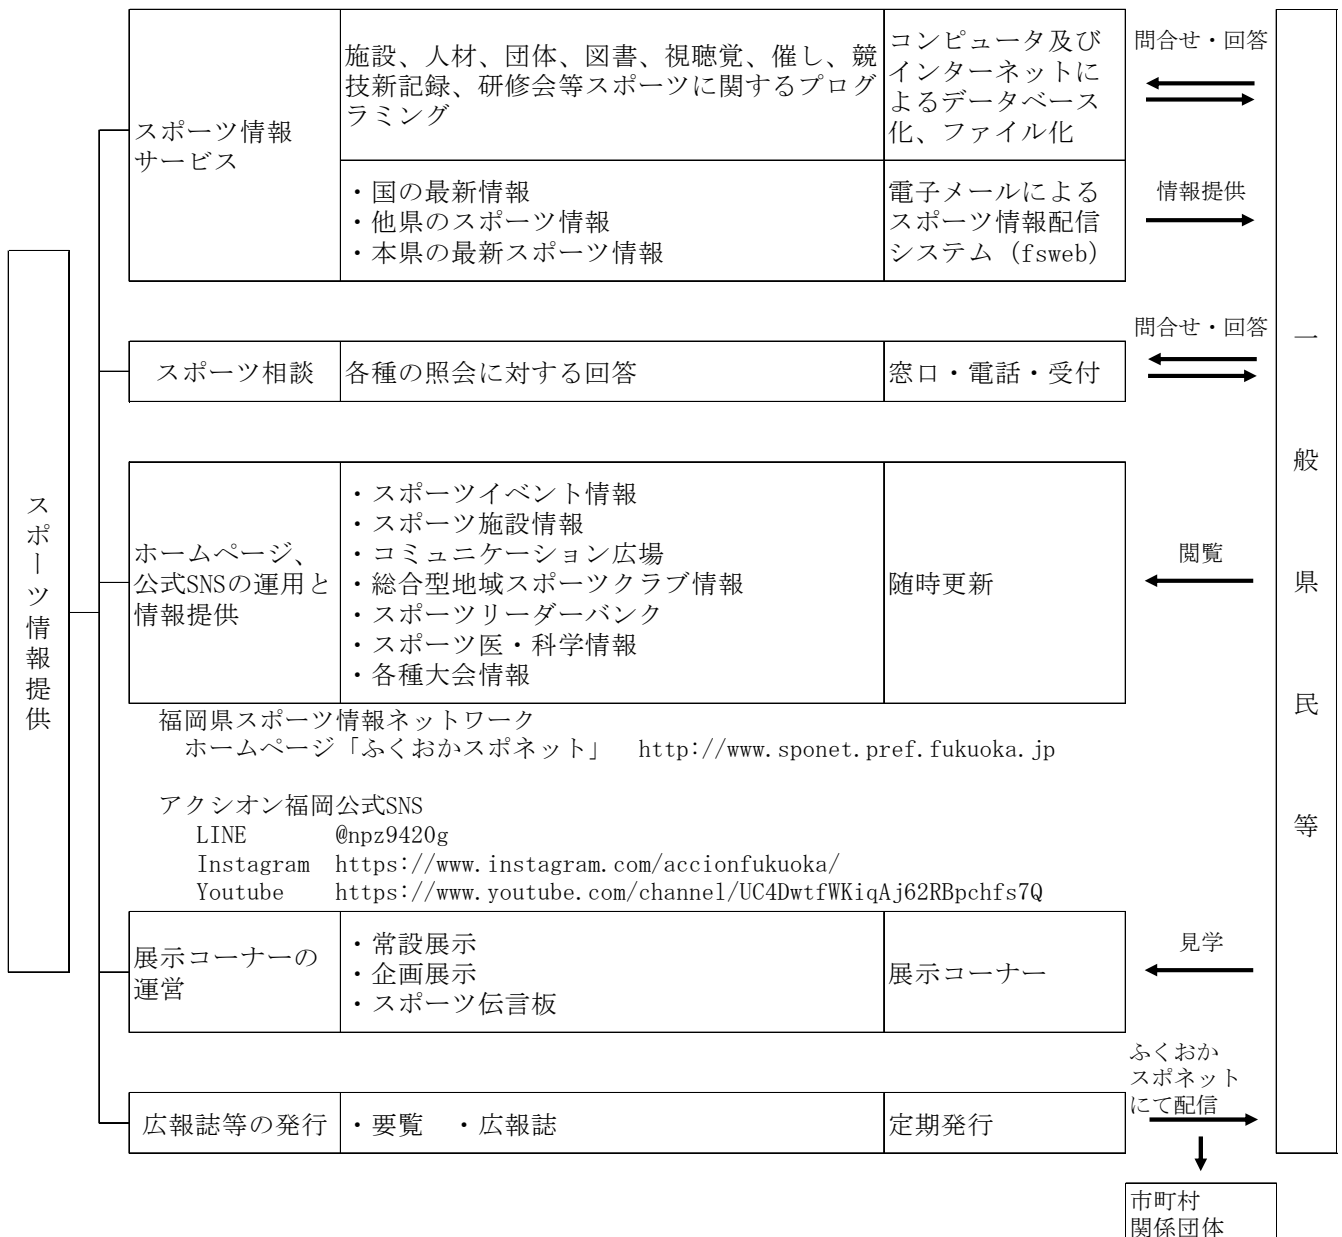 スポーツ情報提供
スポーツ情報
サービス
施設、人材、団体、図書、視聴覚、催し、競
技新記録、研修会等スポーツに関するプログ
ラミング
コンピュータ及び
インターネットに
よるデータベース
化、ファイル化
問合せ・回答
・国の最新情報
・他県のスポーツ情報
・本県の最新スポーツ情報
電子メールによる
スポーツ情報配信
システム（fsweb）
情報提供
スポーツ相談
各種の照会に対する回答
窓口・電話・受付
問合せ・回答
ホームページ、
公式SNSの運用と
情報提供
・スポーツイベント情報
・スポーツ施設情報
・コミュニケーション広場
・総合型地域スポーツクラブ情報
・スポーツリーダーバンク
・スポーツ医・科学情報
・各種大会情報
随時更新
閲覧
福岡県スポーツ情報ネットワーク
ホームページ「ふくおかスポネット」　http://www.sponet.pref.fukuoka.jp
アクシオン福岡公式SNS
LINE @npz9420g
Instagram https://www.instagram.com/accionfukuoka/
Youtube https://www.youtube.com/channel/UC4DwtfWKiqAj62RBpchfs7Q
展示コーナーの
運営
・常設展示
・企画展示
・スポーツ伝言板
展示コーナー
見学
広報誌等の発行
・要覧　・広報誌
定期発行
ふくおか
スポネット
にて配信
市町村
関係団体
一般県民等